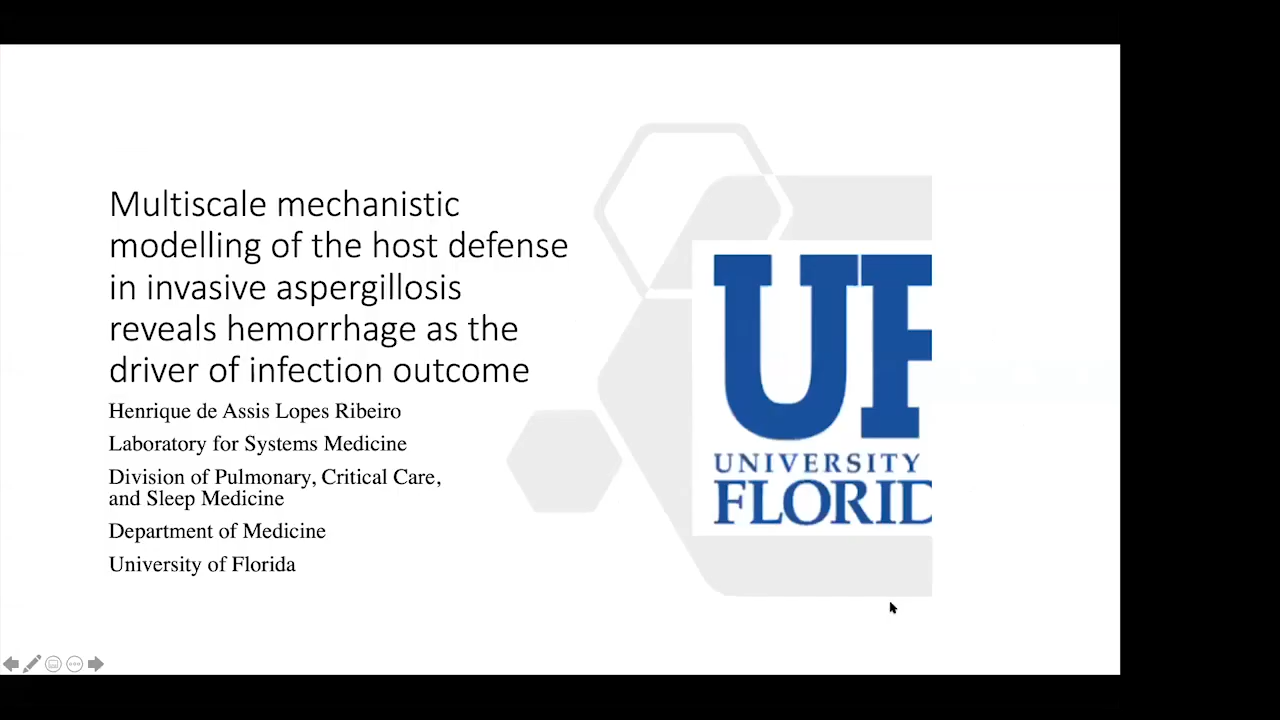 Multiscale mechanistic
modelling of the host defense
in invasive aspergillosis
reveals hemorrhage as the
driver of infection outcome
Henrique de Assis Lopes Ribeiro
Laboratory for Systems Medicine
Division of Pulmonary, Critical Care,
and Sleep Medicine
Department of Medicine
University of Florida
UF
UNIVERSITY
FLORID